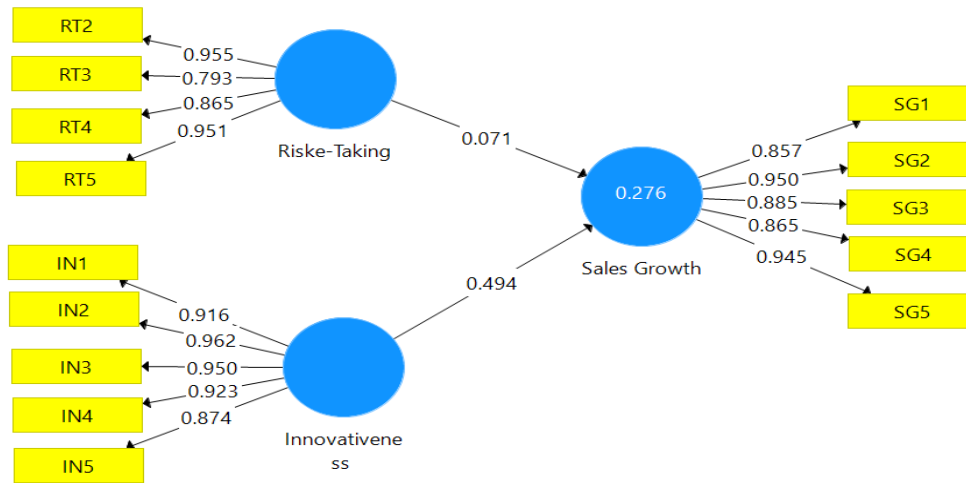 RT2
0.955
RT3
0.793
RT4
0.865
RT5
0.951
Riske-Taking
0.071
IN1
0.916
IN2
0.962
IN3
0.950
IN4
0.923
IN5
0.874
Innovativene
ss
0.494
0.276
Sales Growth
SG1
0.857
SG2
0.950
SG3
0.885
SG4
0.865
SG5
0.945